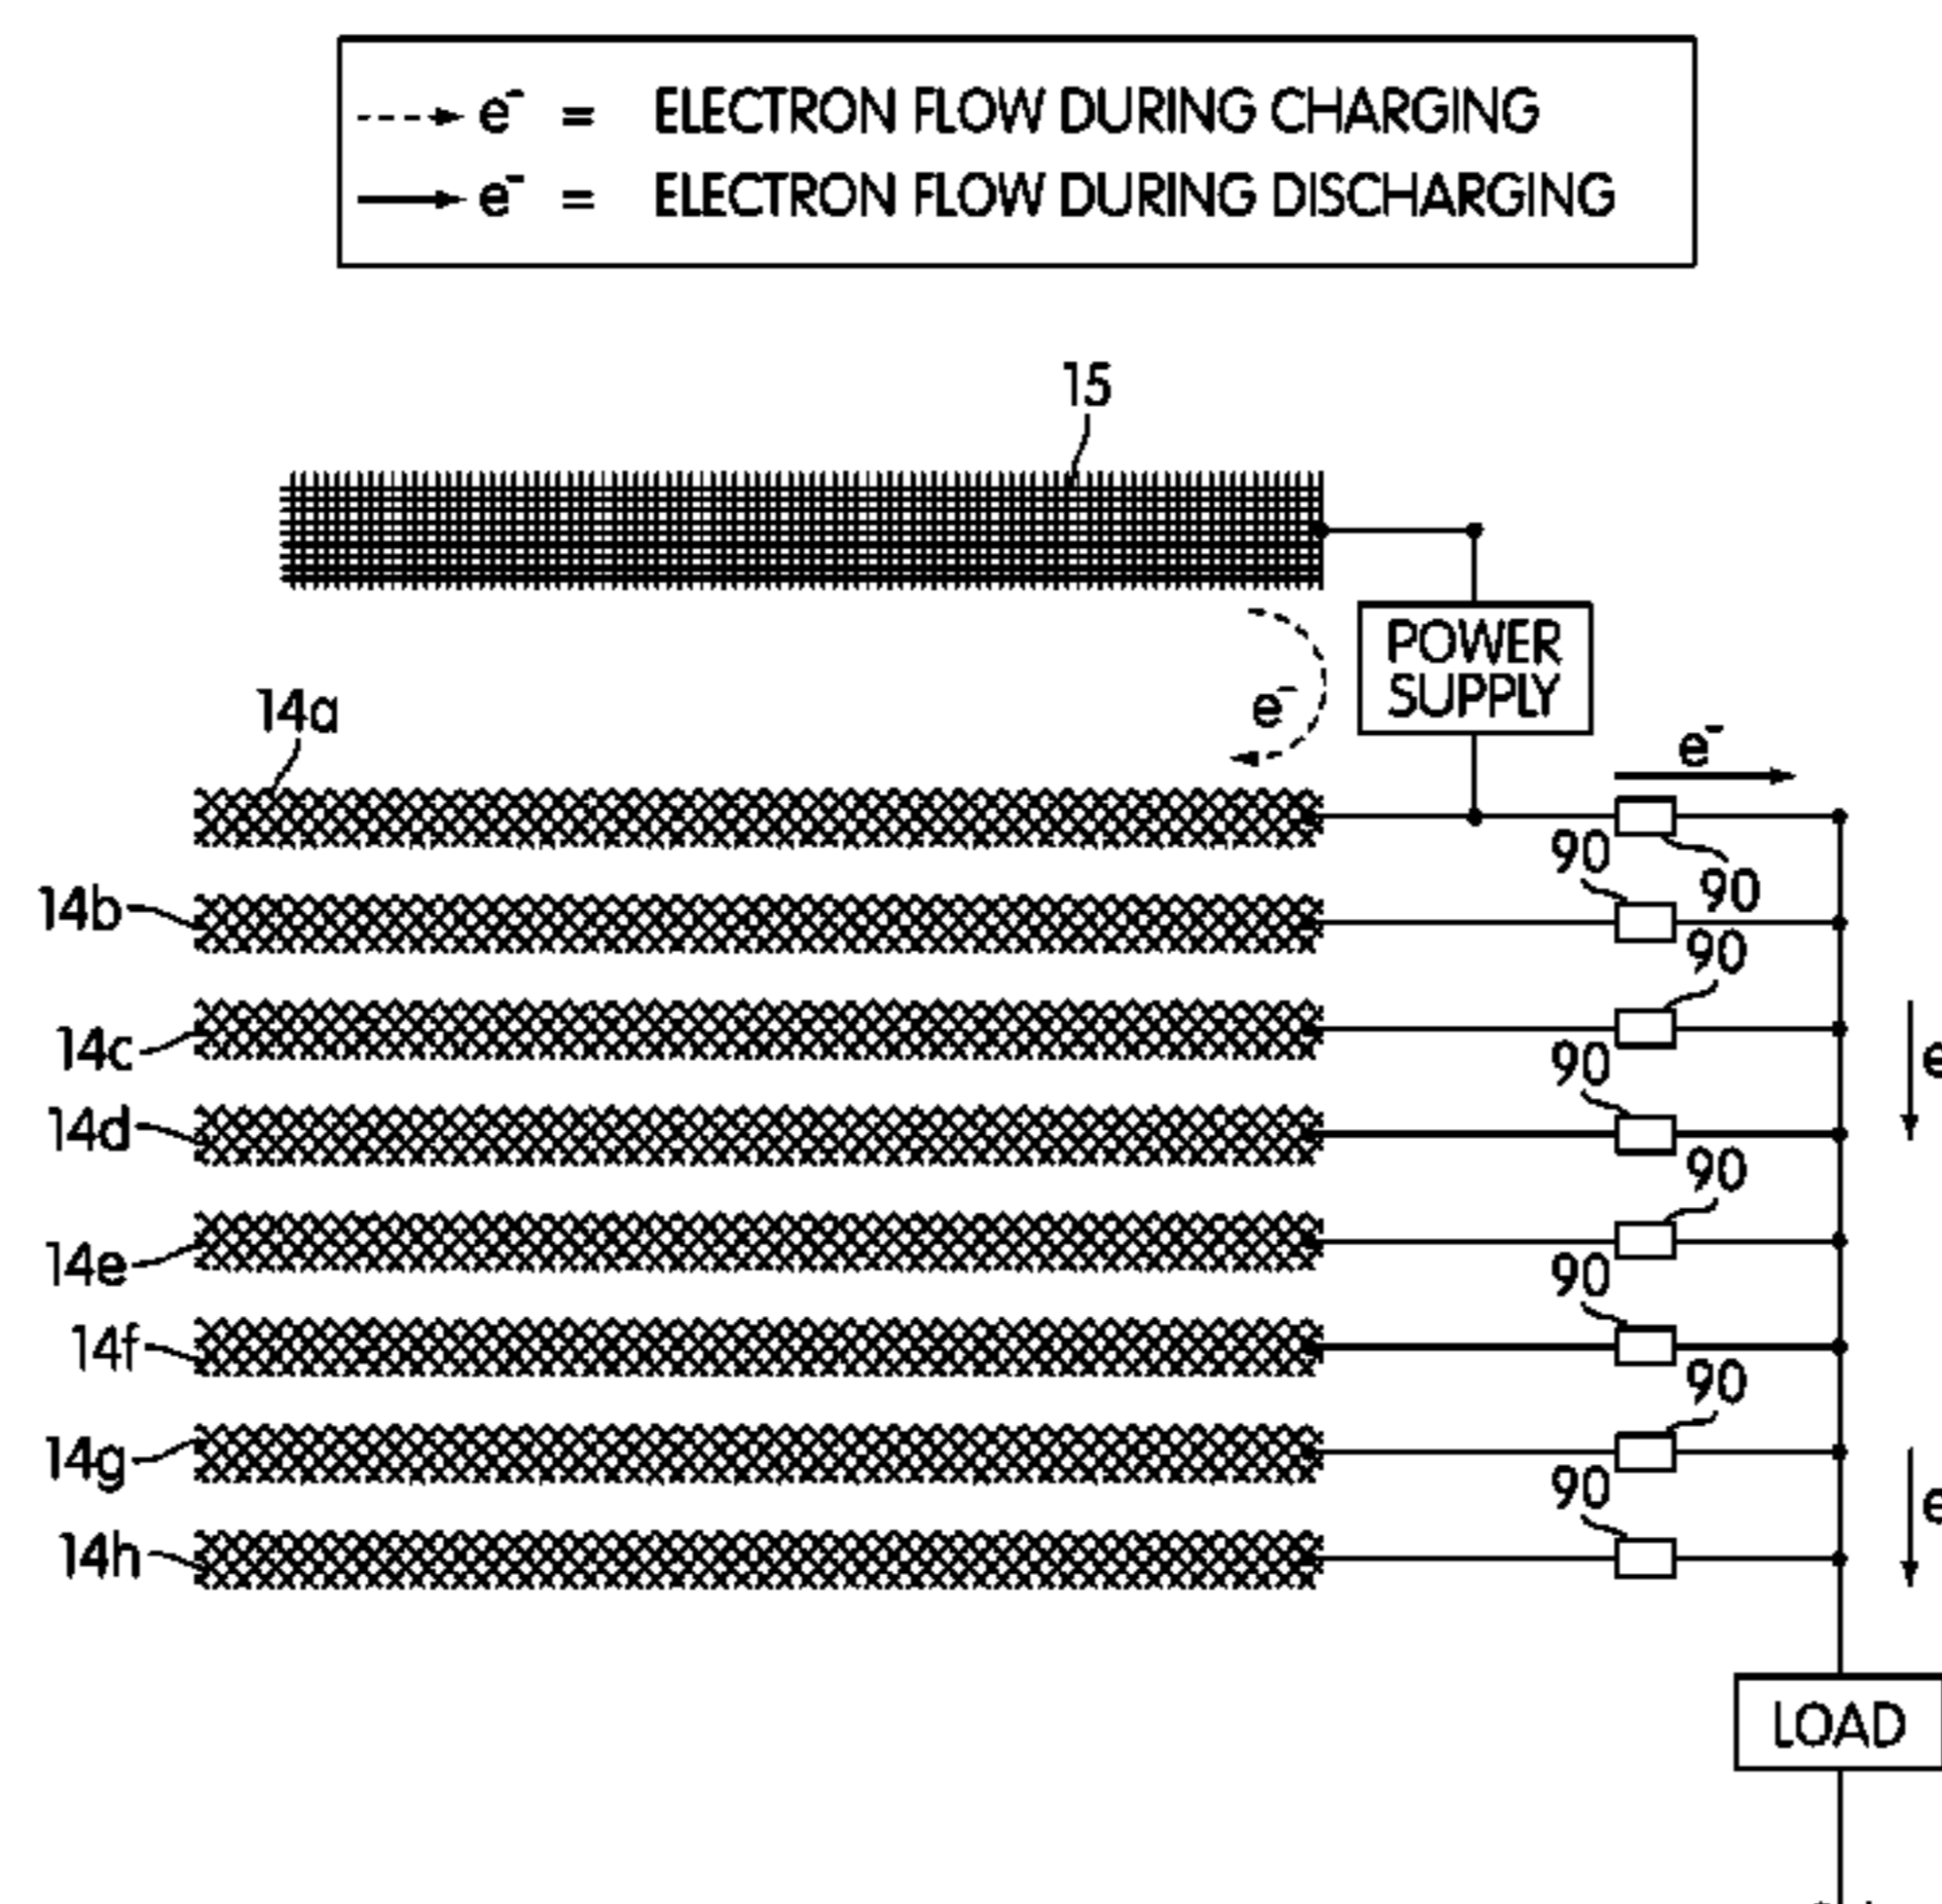 e⁻ = ELECTRON FLOW DURING CHARGING
e⁻ = ELECTRON FLOW DURING DISCHARGING
15
POWER
SUPPLY
e⁻
14a
e⁻
90
90
14b
90
14c
e
90
14d
90
14e
90
14f
90
14g
90
e
14h
LOAD